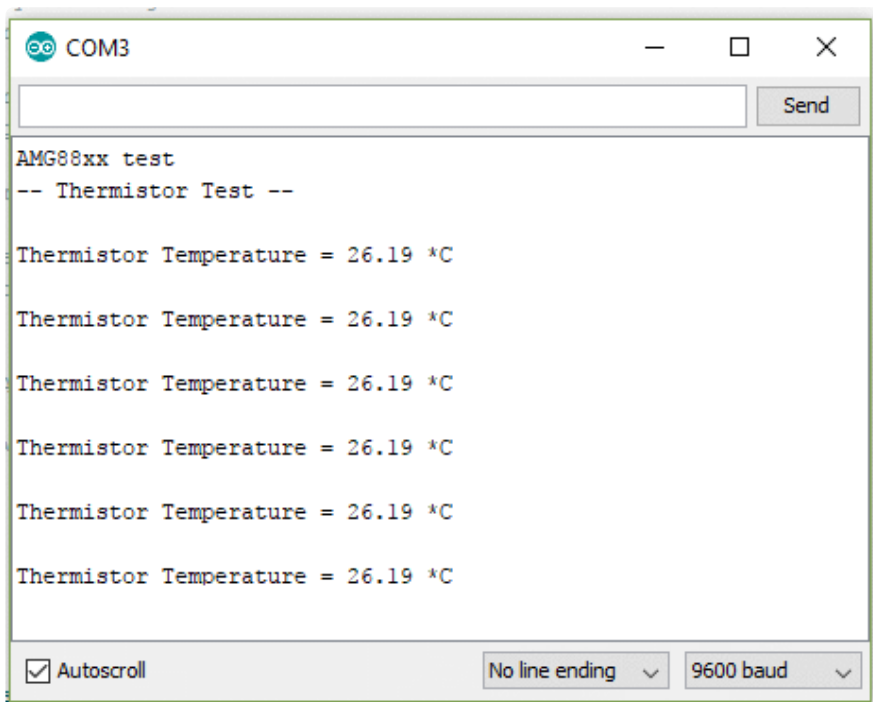 COM3
Send
AMG88xx test
-- Thermistor Test --
Thermistor Temperature = 26.19 *C
Thermistor Temperature = 26.19 *C
Thermistor Temperature = 26.19 *C
Thermistor Temperature = 26.19 *C
Thermistor Temperature = 26.19 *C
Thermistor Temperature = 26.19 *C
Autoscroll No line ending 9600 baud